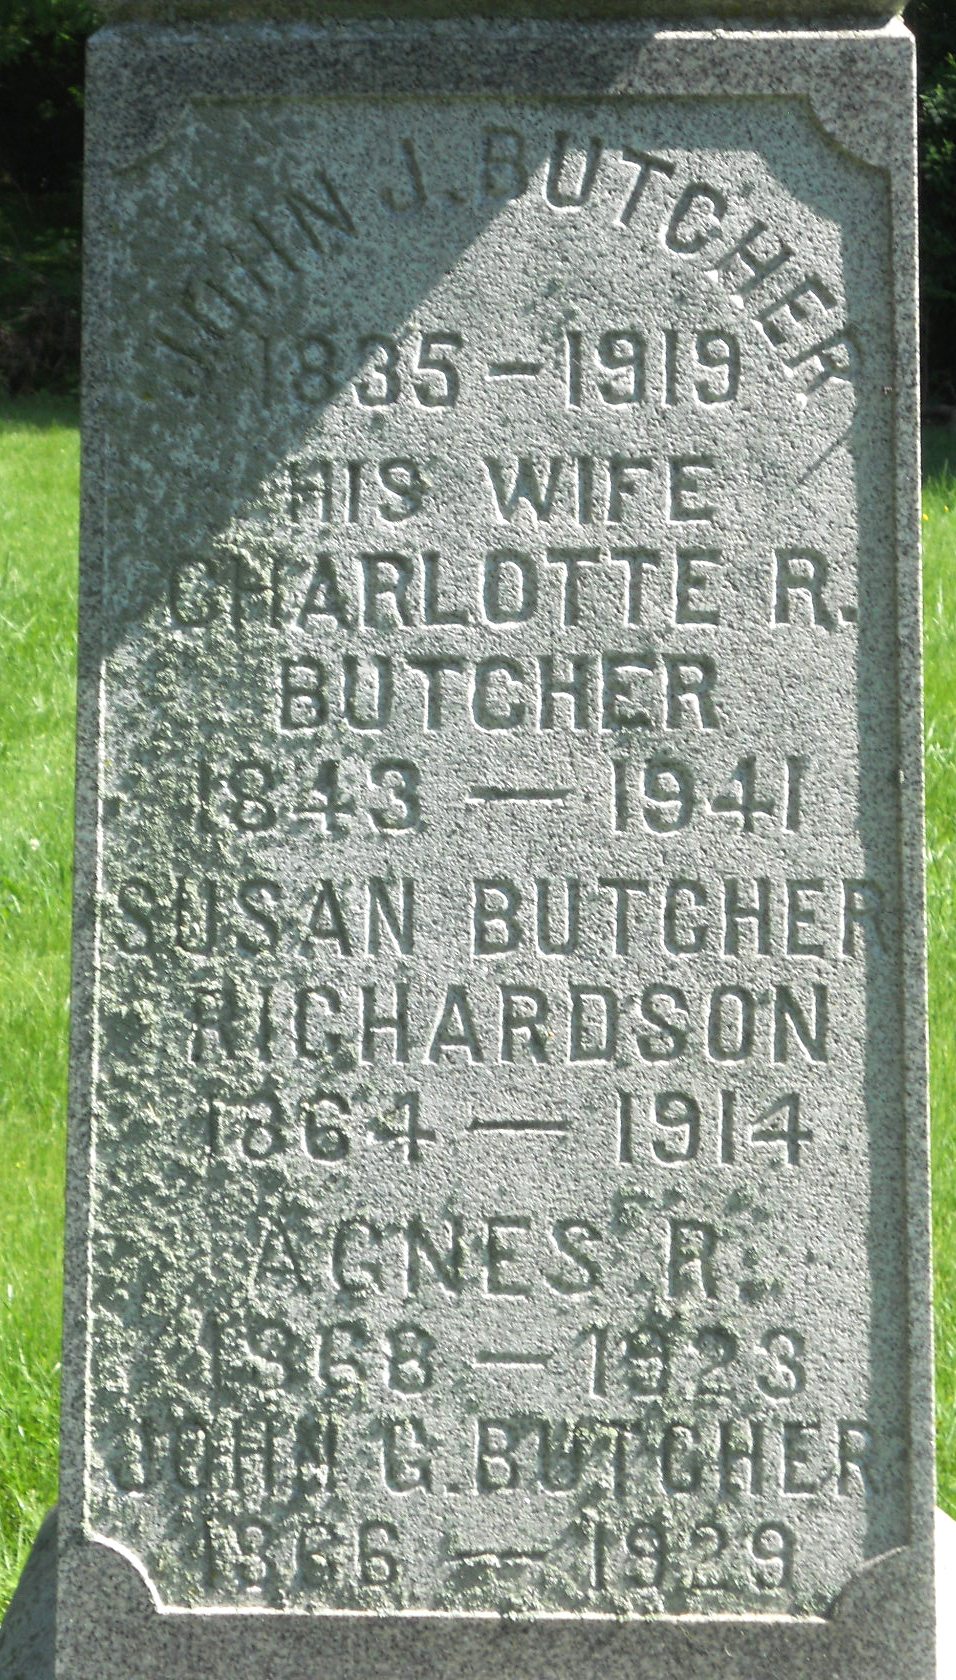 JOHN J. BUTCHER
1835 — 1919
HIS WIFE
CHARLOTTE R.
BUTCHER
1843 — 1941
SUSAN BUTCHER
RICHARDSON
1864 — 1914
AGNES R.
1868 — 1923
JOHN G. BUTCHER
1866 — 1929